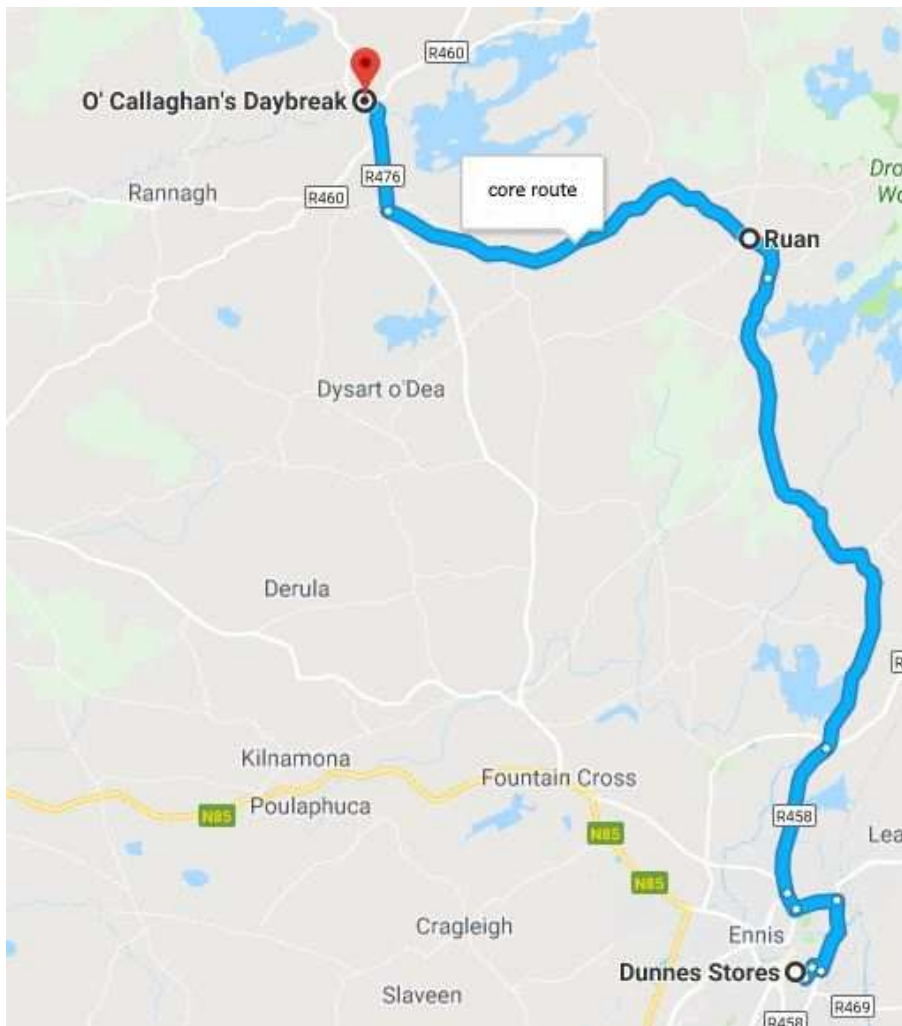 R460
O' Callaghan's Daybreak
R476
core route
Dro
Wo
Rannagh
R460
Ruan
Dysart o'Dea
Derula
R
Kilnamona
Fountain Cross
Poulaphuca
N85
R458
N85
Lea
N85
Cragleigh
Ennis
Dunnes Stores
Slaveen
R469
R458